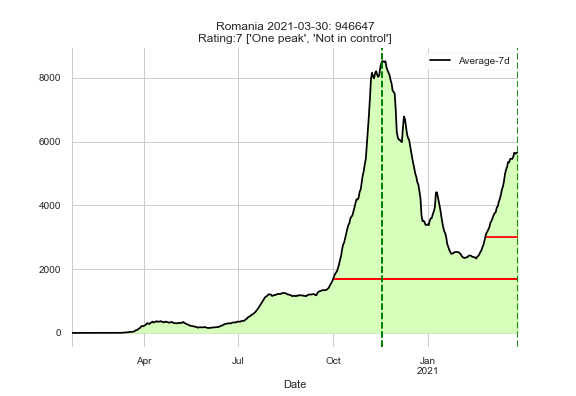 Romania 2021-03-30: 946647
Rating:7 ['One peak', 'Not in control']
Average-7d
8000
6000
4000
2000
0
Apr
Jul
Oct
Jan
2021
Date